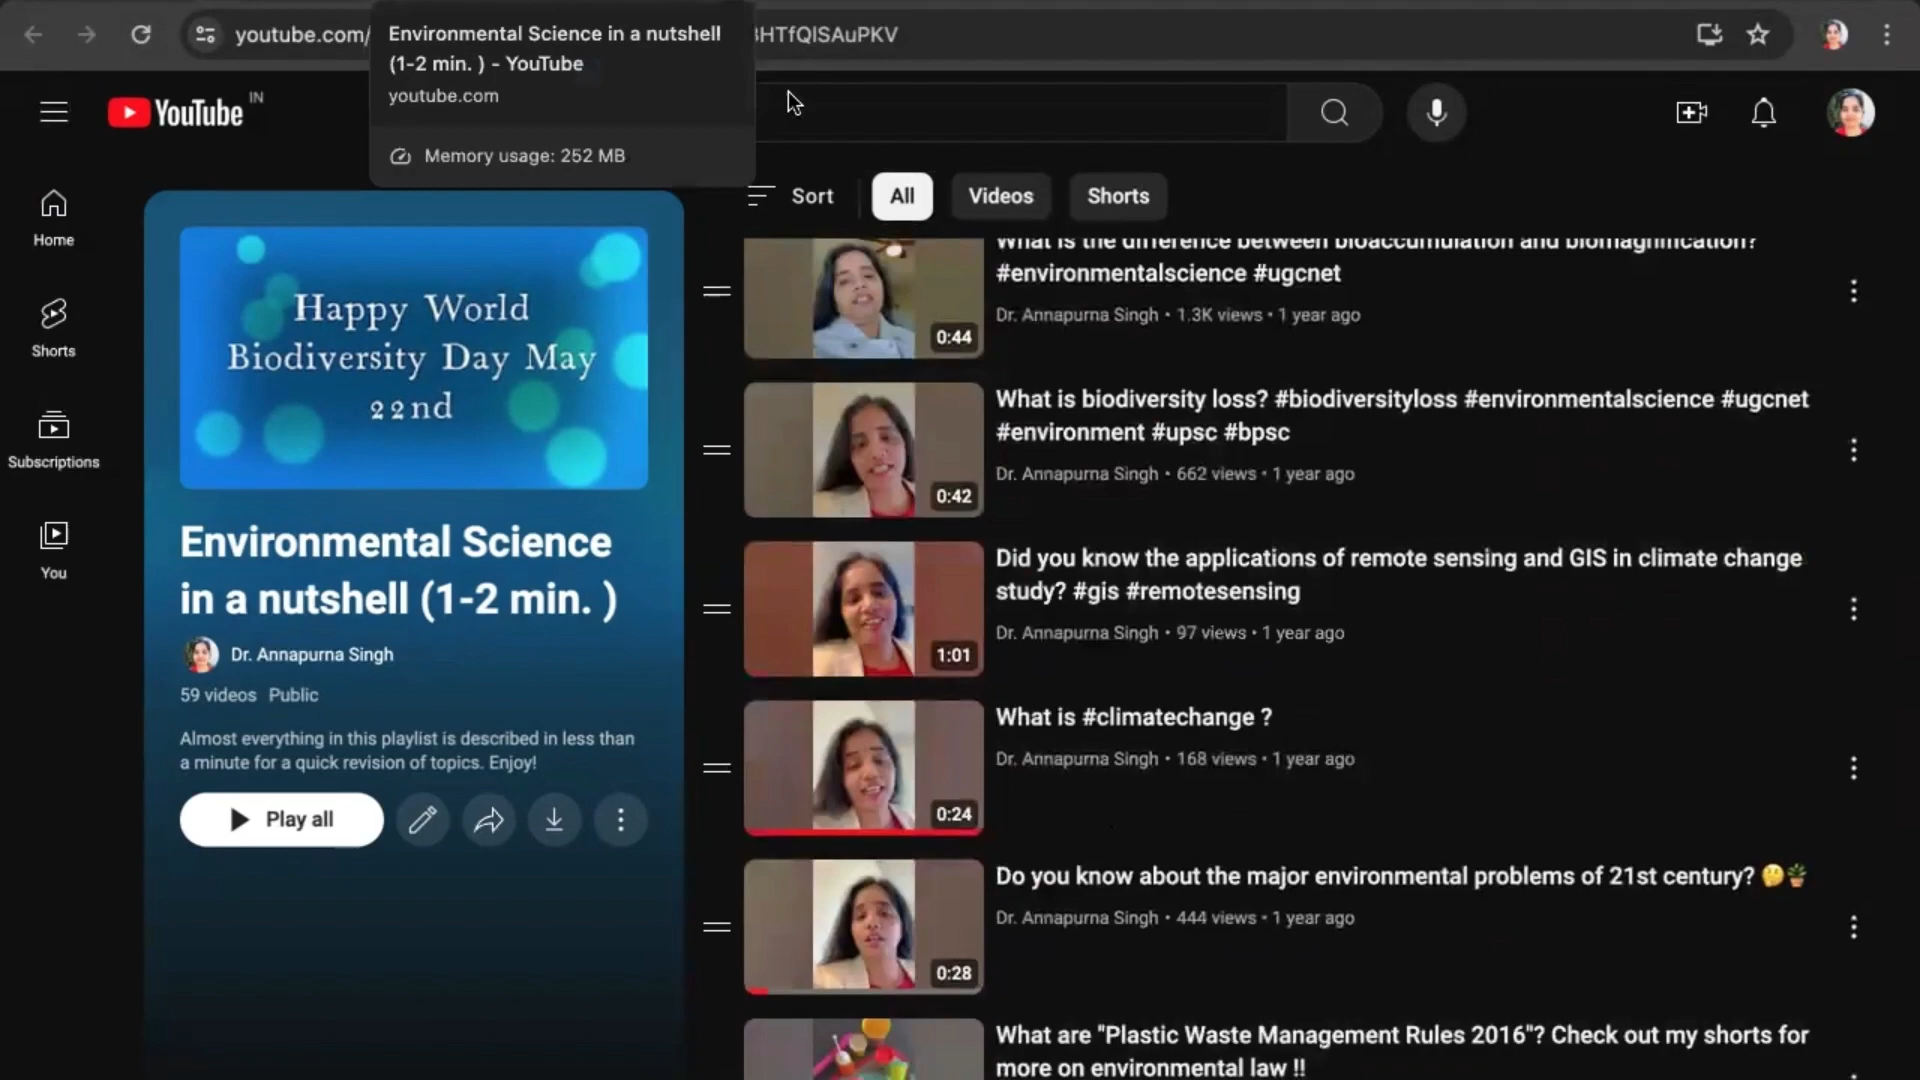 youtube.com/
Environmental Science in a nutshell
(1-2 min. ) - YouTube
youtube.com
Memory usage: 252 MB
HTfQlSAuPKV
YouTube IN
Home
Shorts
Subscriptions
You
Happy World
Biodiversity Day May
22nd
Environmental Science
in a nutshell (1-2 min. )
Dr. Annapurna Singh
59 videos Public
Almost everything in this playlist is described in less than
a minute for a quick revision of topics. Enjoy!
Play all
Sort
All
Videos
Shorts
What is the difference between bioaccumulation and biomagnification?
#environmentalscience #ugcnet
Dr. Annapurna Singh • 1.3K views • 1 year ago
0:44
What is biodiversity loss? #biodiversityloss #environmentalscience #ugcnet
#environment #upsc #bpsc
Dr. Annapurna Singh • 662 views • 1 year ago
0:42
Did you know the applications of remote sensing and GIS in climate change
study? #gis #remotesensing
Dr. Annapurna Singh • 97 views • 1 year ago
1:01
What is #climatechange ?
Dr. Annapurna Singh • 168 views • 1 year ago
0:24
Do you know about the major environmental problems of 21st century? 🤔🪴
Dr. Annapurna Singh • 444 views • 1 year ago
0:28
What are "Plastic Waste Management Rules 2016"? Check out my shorts for
more on environmental law !!